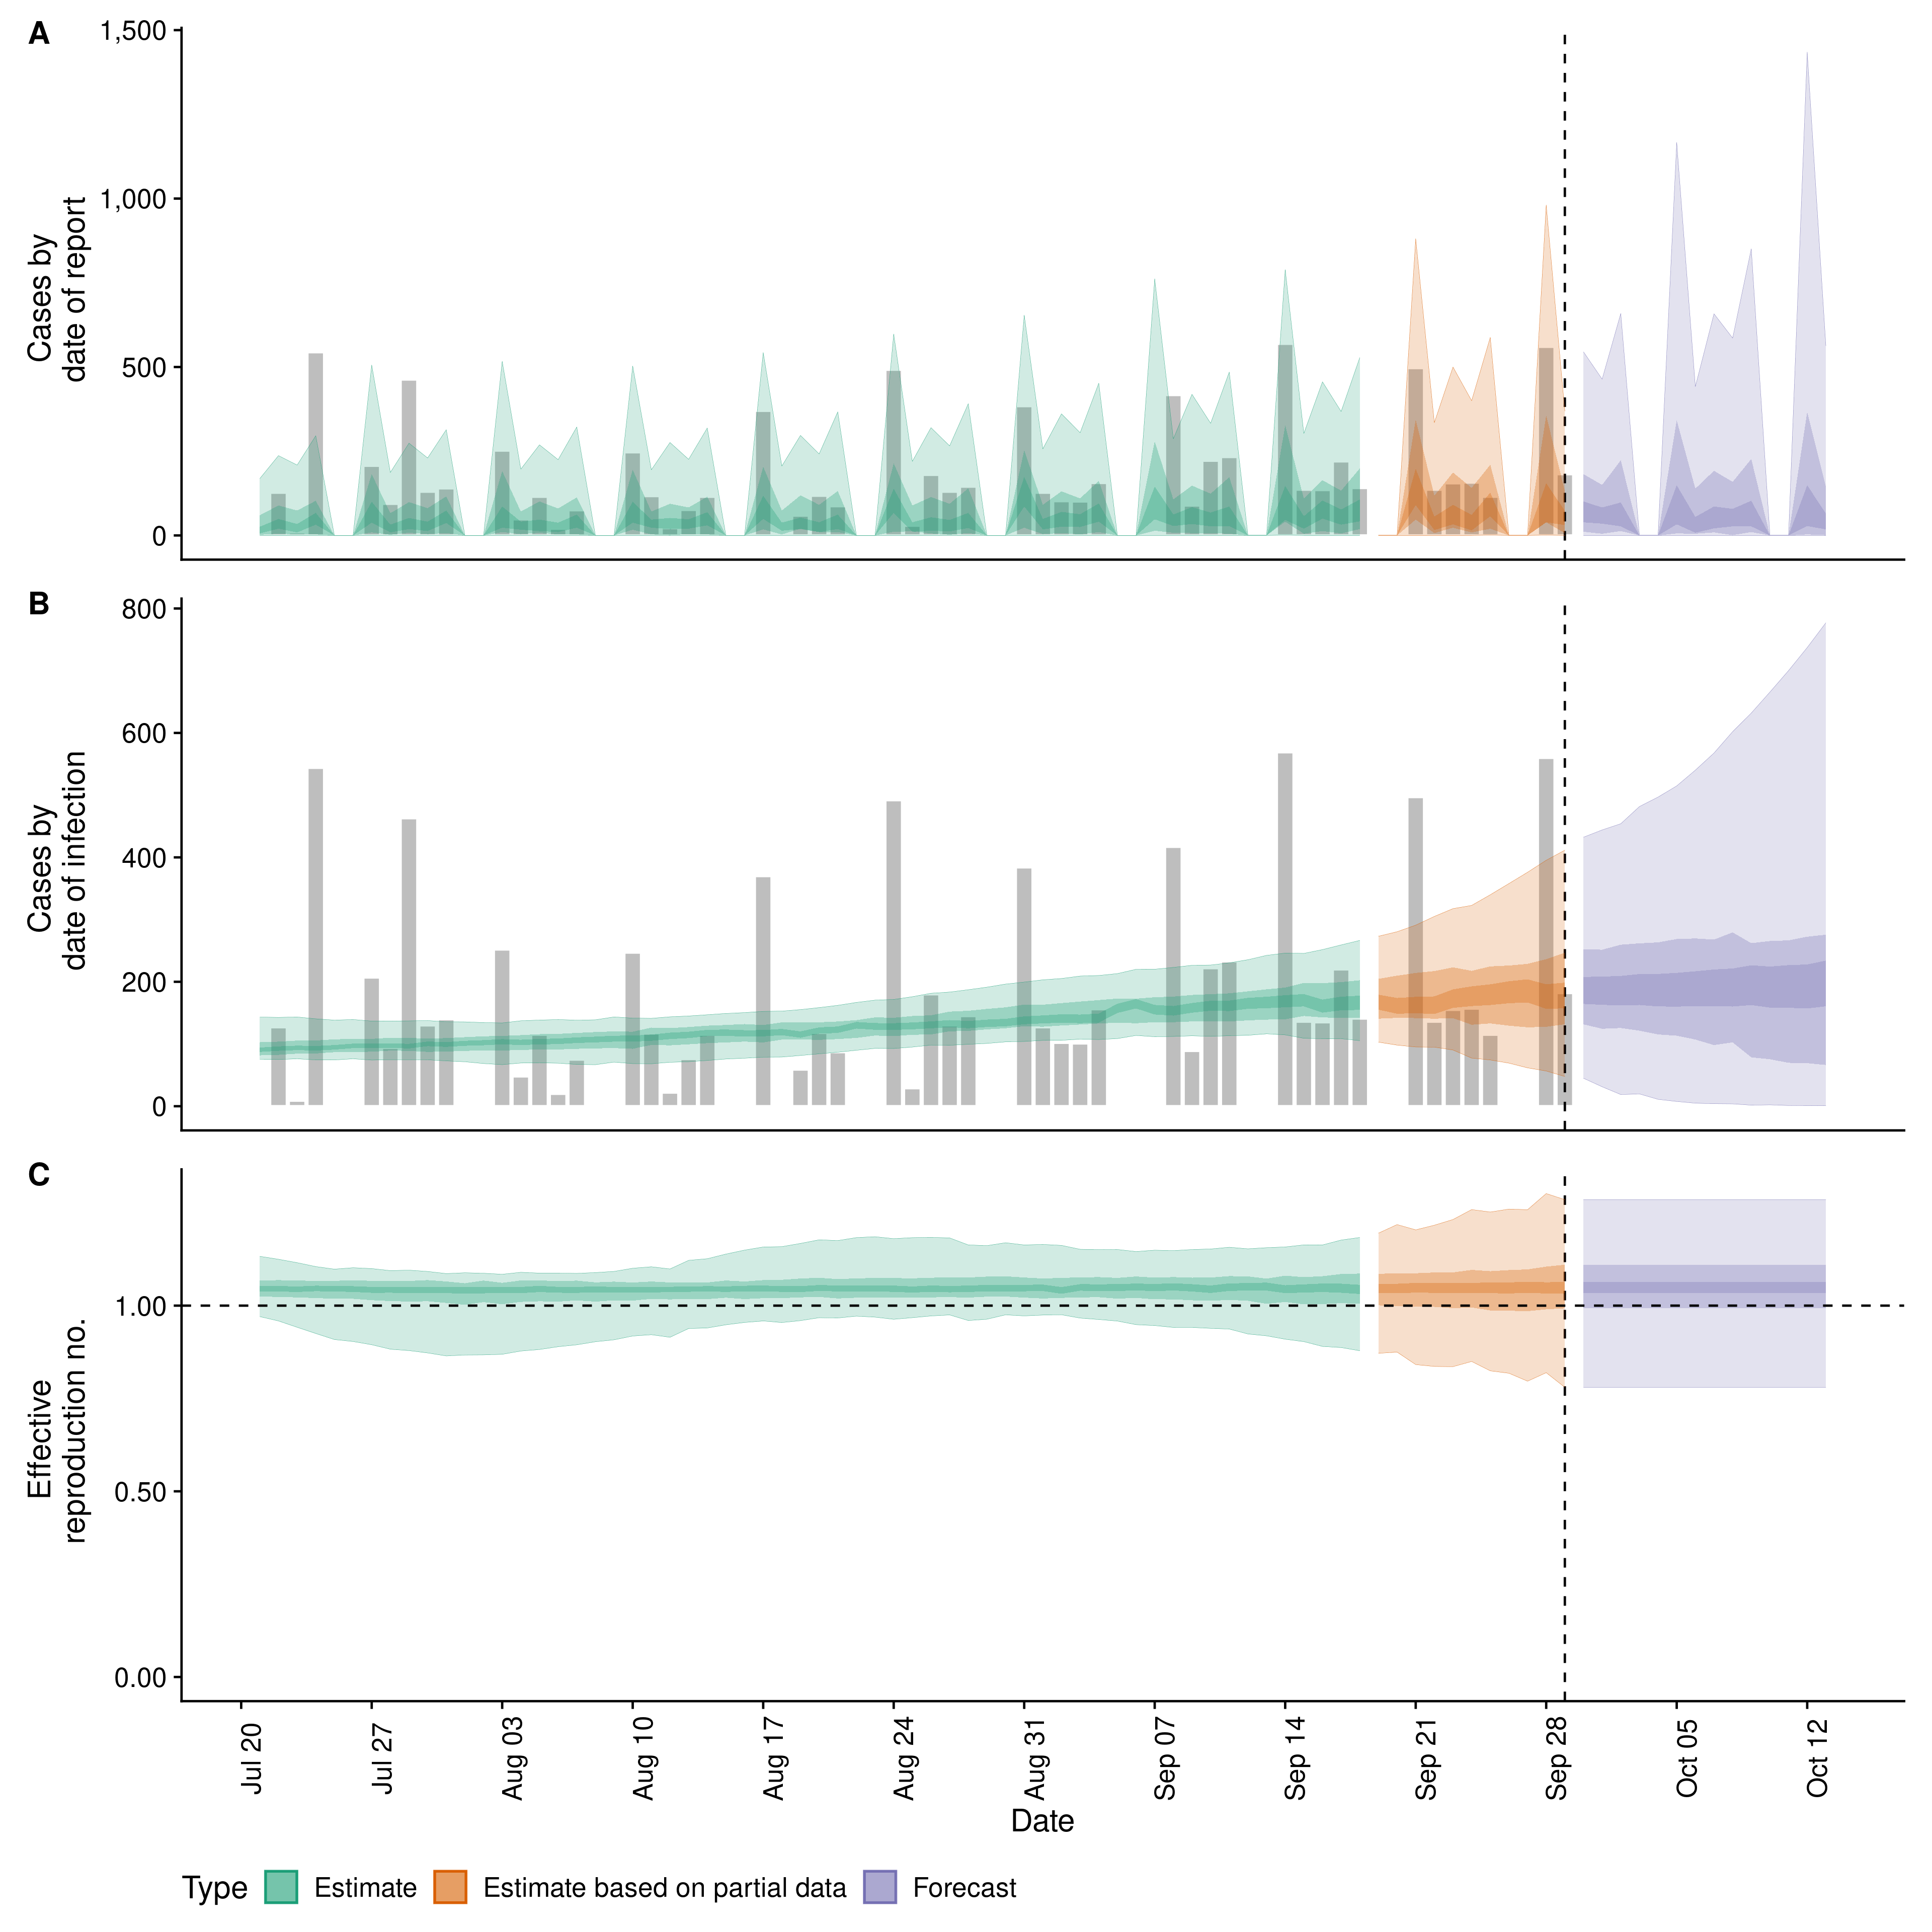 A
Cases by
date of report
1,500
1,000
500
0
B
Cases by
date of infection
800
600
400
200
0
C
Effective
reproduction no.
1.00
0.50
0.00
Jul 20
Jul 27
Aug 03
Aug 10
Aug 17
Aug 24
Aug 31
Sep 07
Sep 14
Sep 21
Sep 28
Oct 05
Oct 12
Date
Type Estimate Estimate based on partial data Forecast